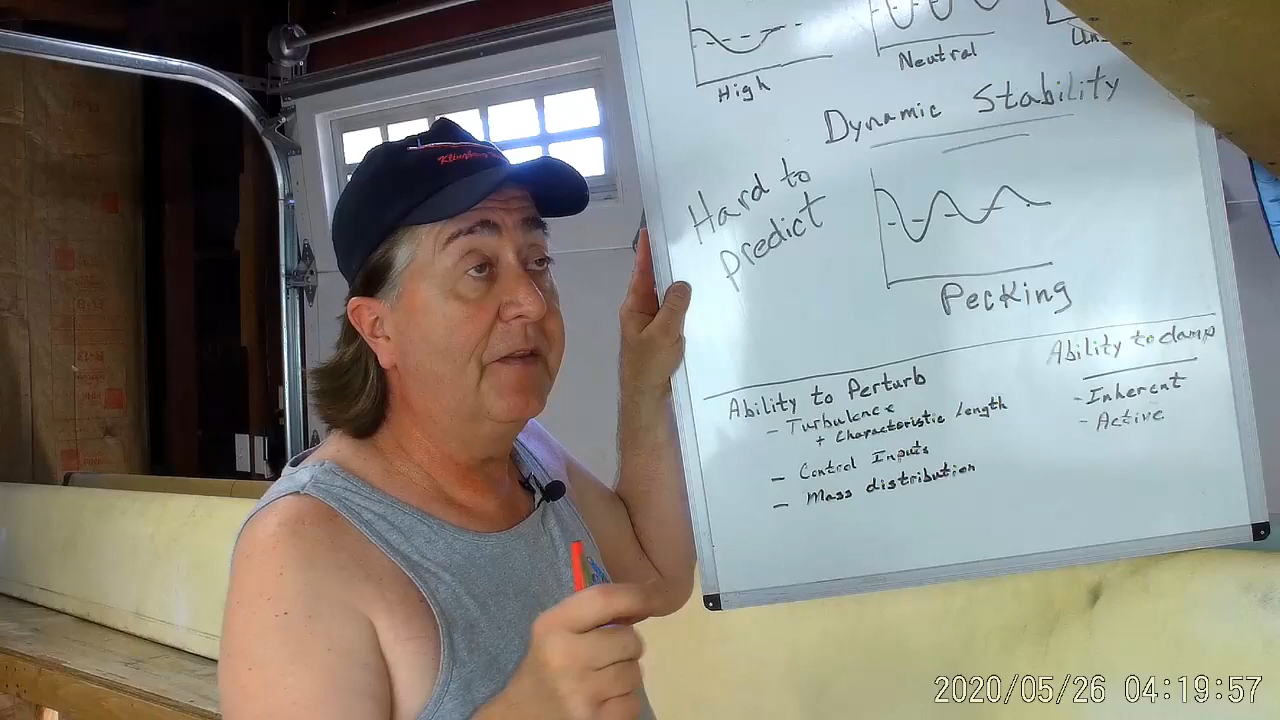 High
Neutral
Dynamic Stability
Hard to
predict
Pecking
Ability to Perturb
- Turbulence
+ Characteristic Length
- Control Inputs
- Mass distribution
Ability to damp
- Inherent
- Active
2020/05/26 04:19:57